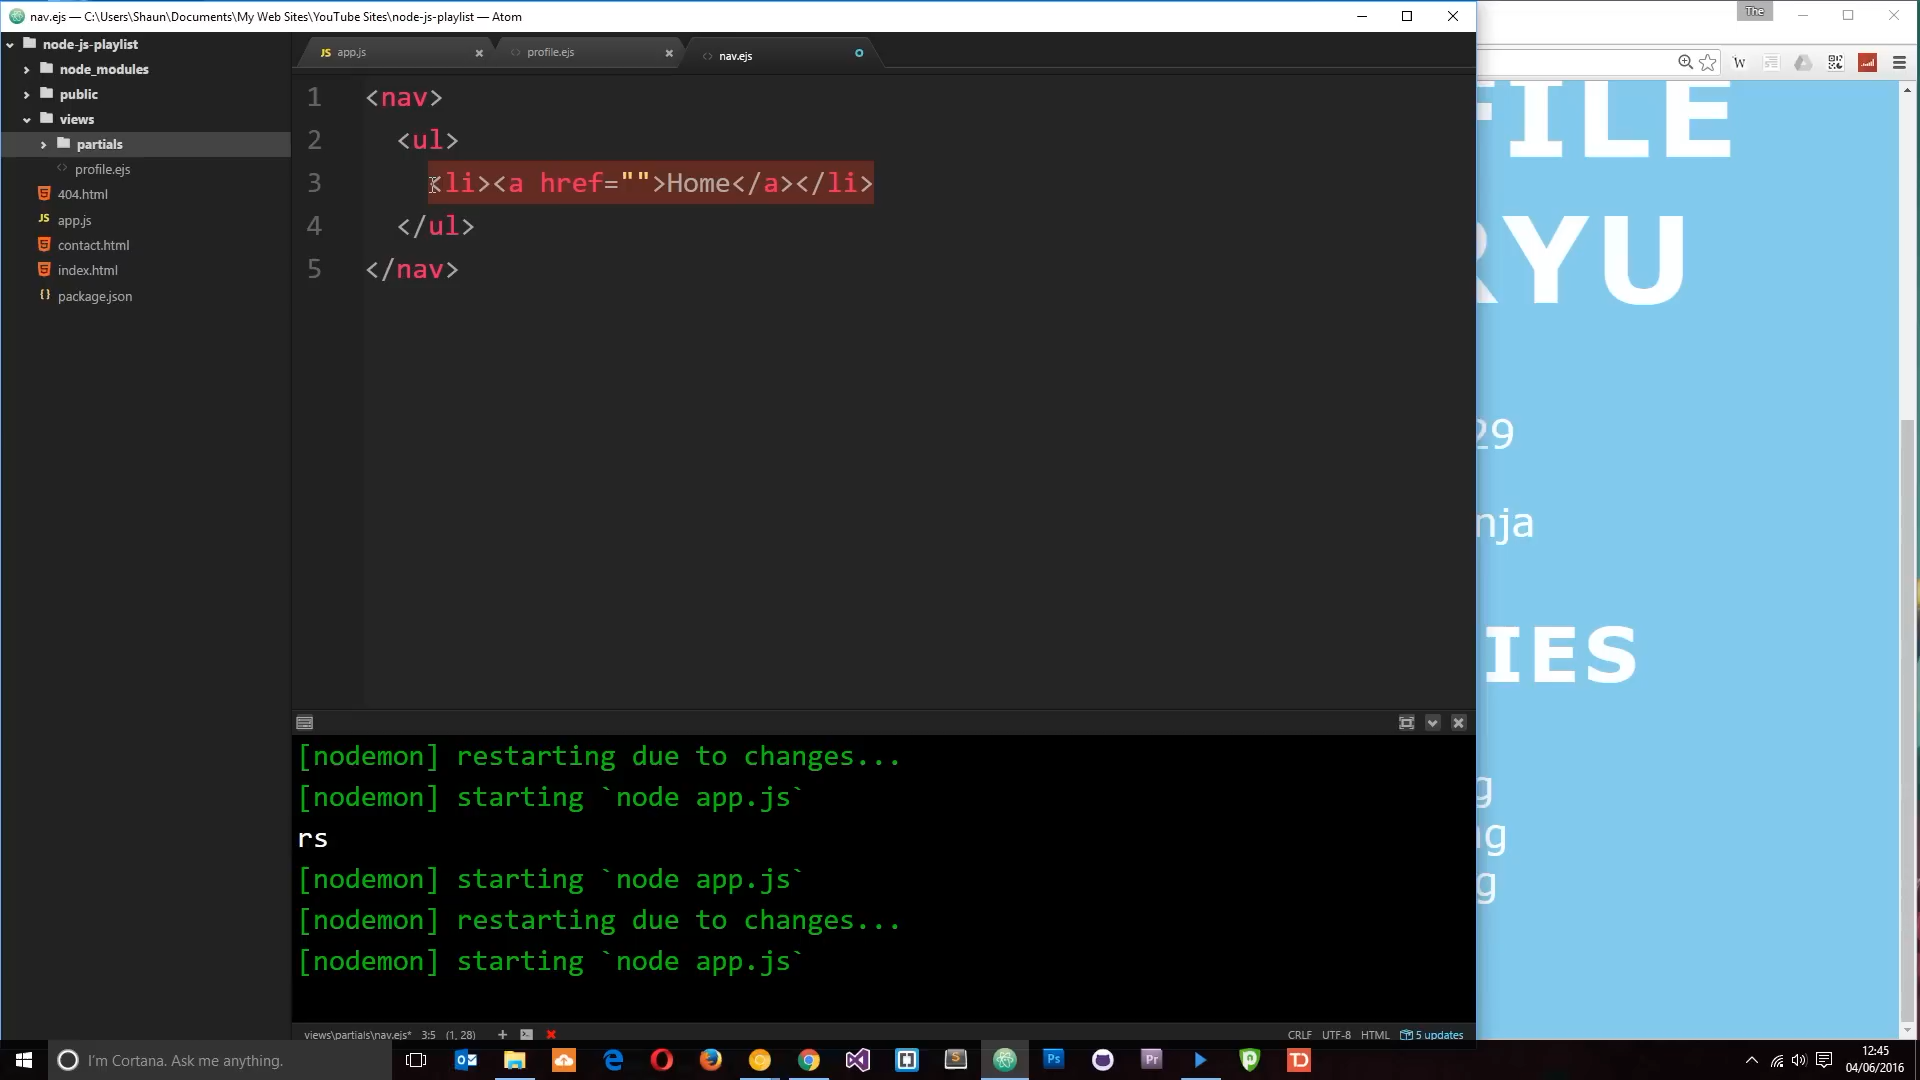 nav.ejs — C:\Users\Shaun\Documents\My Web Sites\YouTube Sites\node-js-playlist — Atom
The
node-js-playlist
node_modules
public
views
partials
profile.ejs
404.html
app.js
contact.html
index.html
package.json
app.js
profile.ejs
nav.ejs
1 <nav>
2 <ul>
3 <li><a href="">Home</a></li>
4 </ul>
5 </nav>
FILE
RYU
29
nja
IES
g
ng
g
[nodemon] restarting due to changes...
[nodemon] starting `node app.js`
rs
[nodemon] starting `node app.js`
[nodemon] restarting due to changes...
[nodemon] starting `node app.js`
views\partials\nav.ejs* 3:5 (1, 28)
CRLF UTF-8 HTML 5 updates
I'm Cortana. Ask me anything.
12:45
04/06/2016